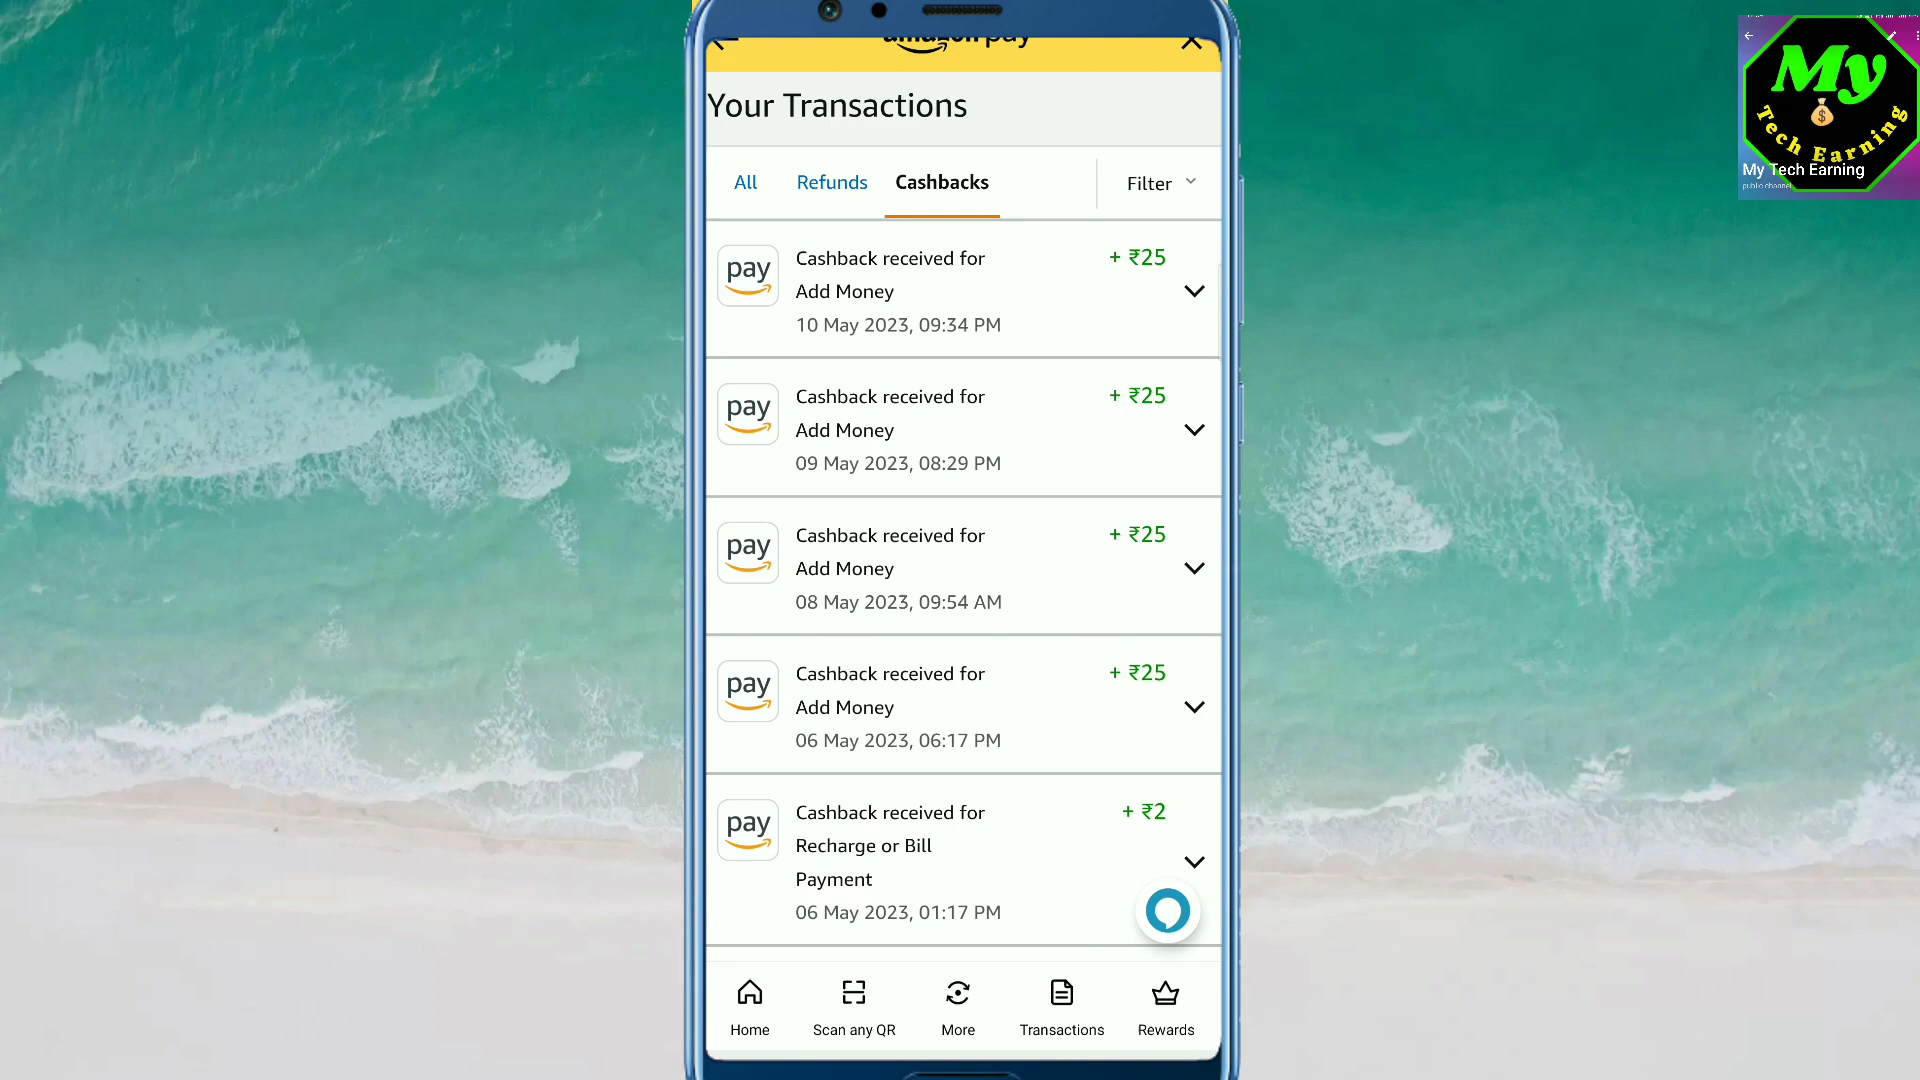 amazon pay
Your Transactions
All Refunds Cashbacks Filter
pay
Cashback received for
Add Money
10 May 2023, 09:34 PM
+ ₹25
pay
Cashback received for
Add Money
09 May 2023, 08:29 PM
+ ₹25
pay
Cashback received for
Add Money
08 May 2023, 09:54 AM
+ ₹25
pay
Cashback received for
Add Money
06 May 2023, 06:17 PM
+ ₹25
pay
Cashback received for
Recharge or Bill
Payment
06 May 2023, 01:17 PM
+ ₹2
Home Scan any QR More Transactions Rewards
My
Tech Earning
My Tech Earning
public channel